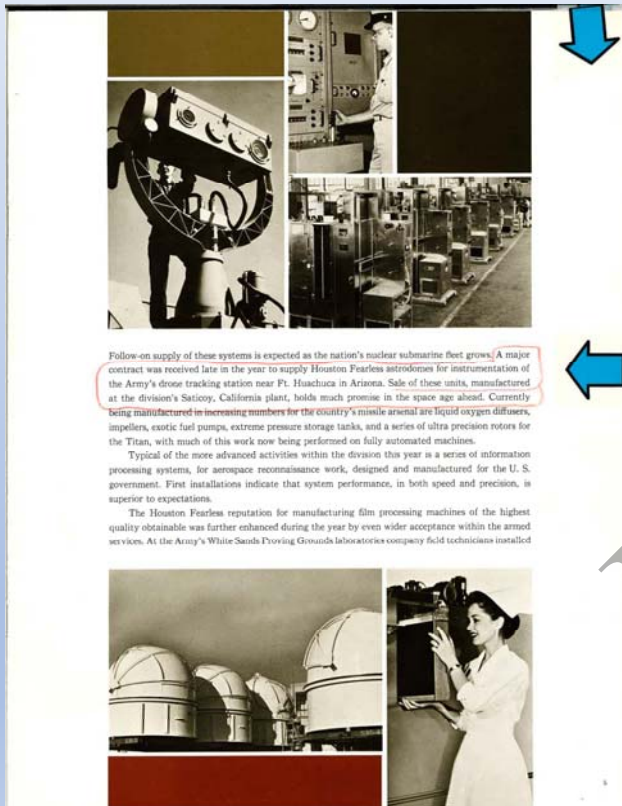 Follow-on supply of these systems is expected as the nation's nuclear submarine fleet grows. A major
contract was received late in the year to supply Houston Fearless astrodomes for instrumentation of
the Army's drone tracking station near Ft. Huachuca in Arizona. Sale of these units, manufactured
at the division's Saticoy, California plant, holds much promise in the space age ahead. Currently
being manufactured in increasing numbers for the country's missile arsenal are liquid oxygen diffusers,
impellers, exotic fuel pumps, extreme pressure storage tanks, and a series of ultra precision rotors for
the Titan, with much of this work now being performed on fully automated machines.
Typical of the more advanced activities within the division this year is a series of information
processing systems, for aerospace reconnaissance work, designed and manufactured for the U. S.
government. First installations indicate that system performance, in both speed and precision, is
superior to expectations.
The Houston Fearless reputation for manufacturing film processing machines of the highest
quality obtainable was further enhanced during the year by even wider acceptance within the armed
services. At the Army's White Sands Proving Grounds laboratories company field technicians installed